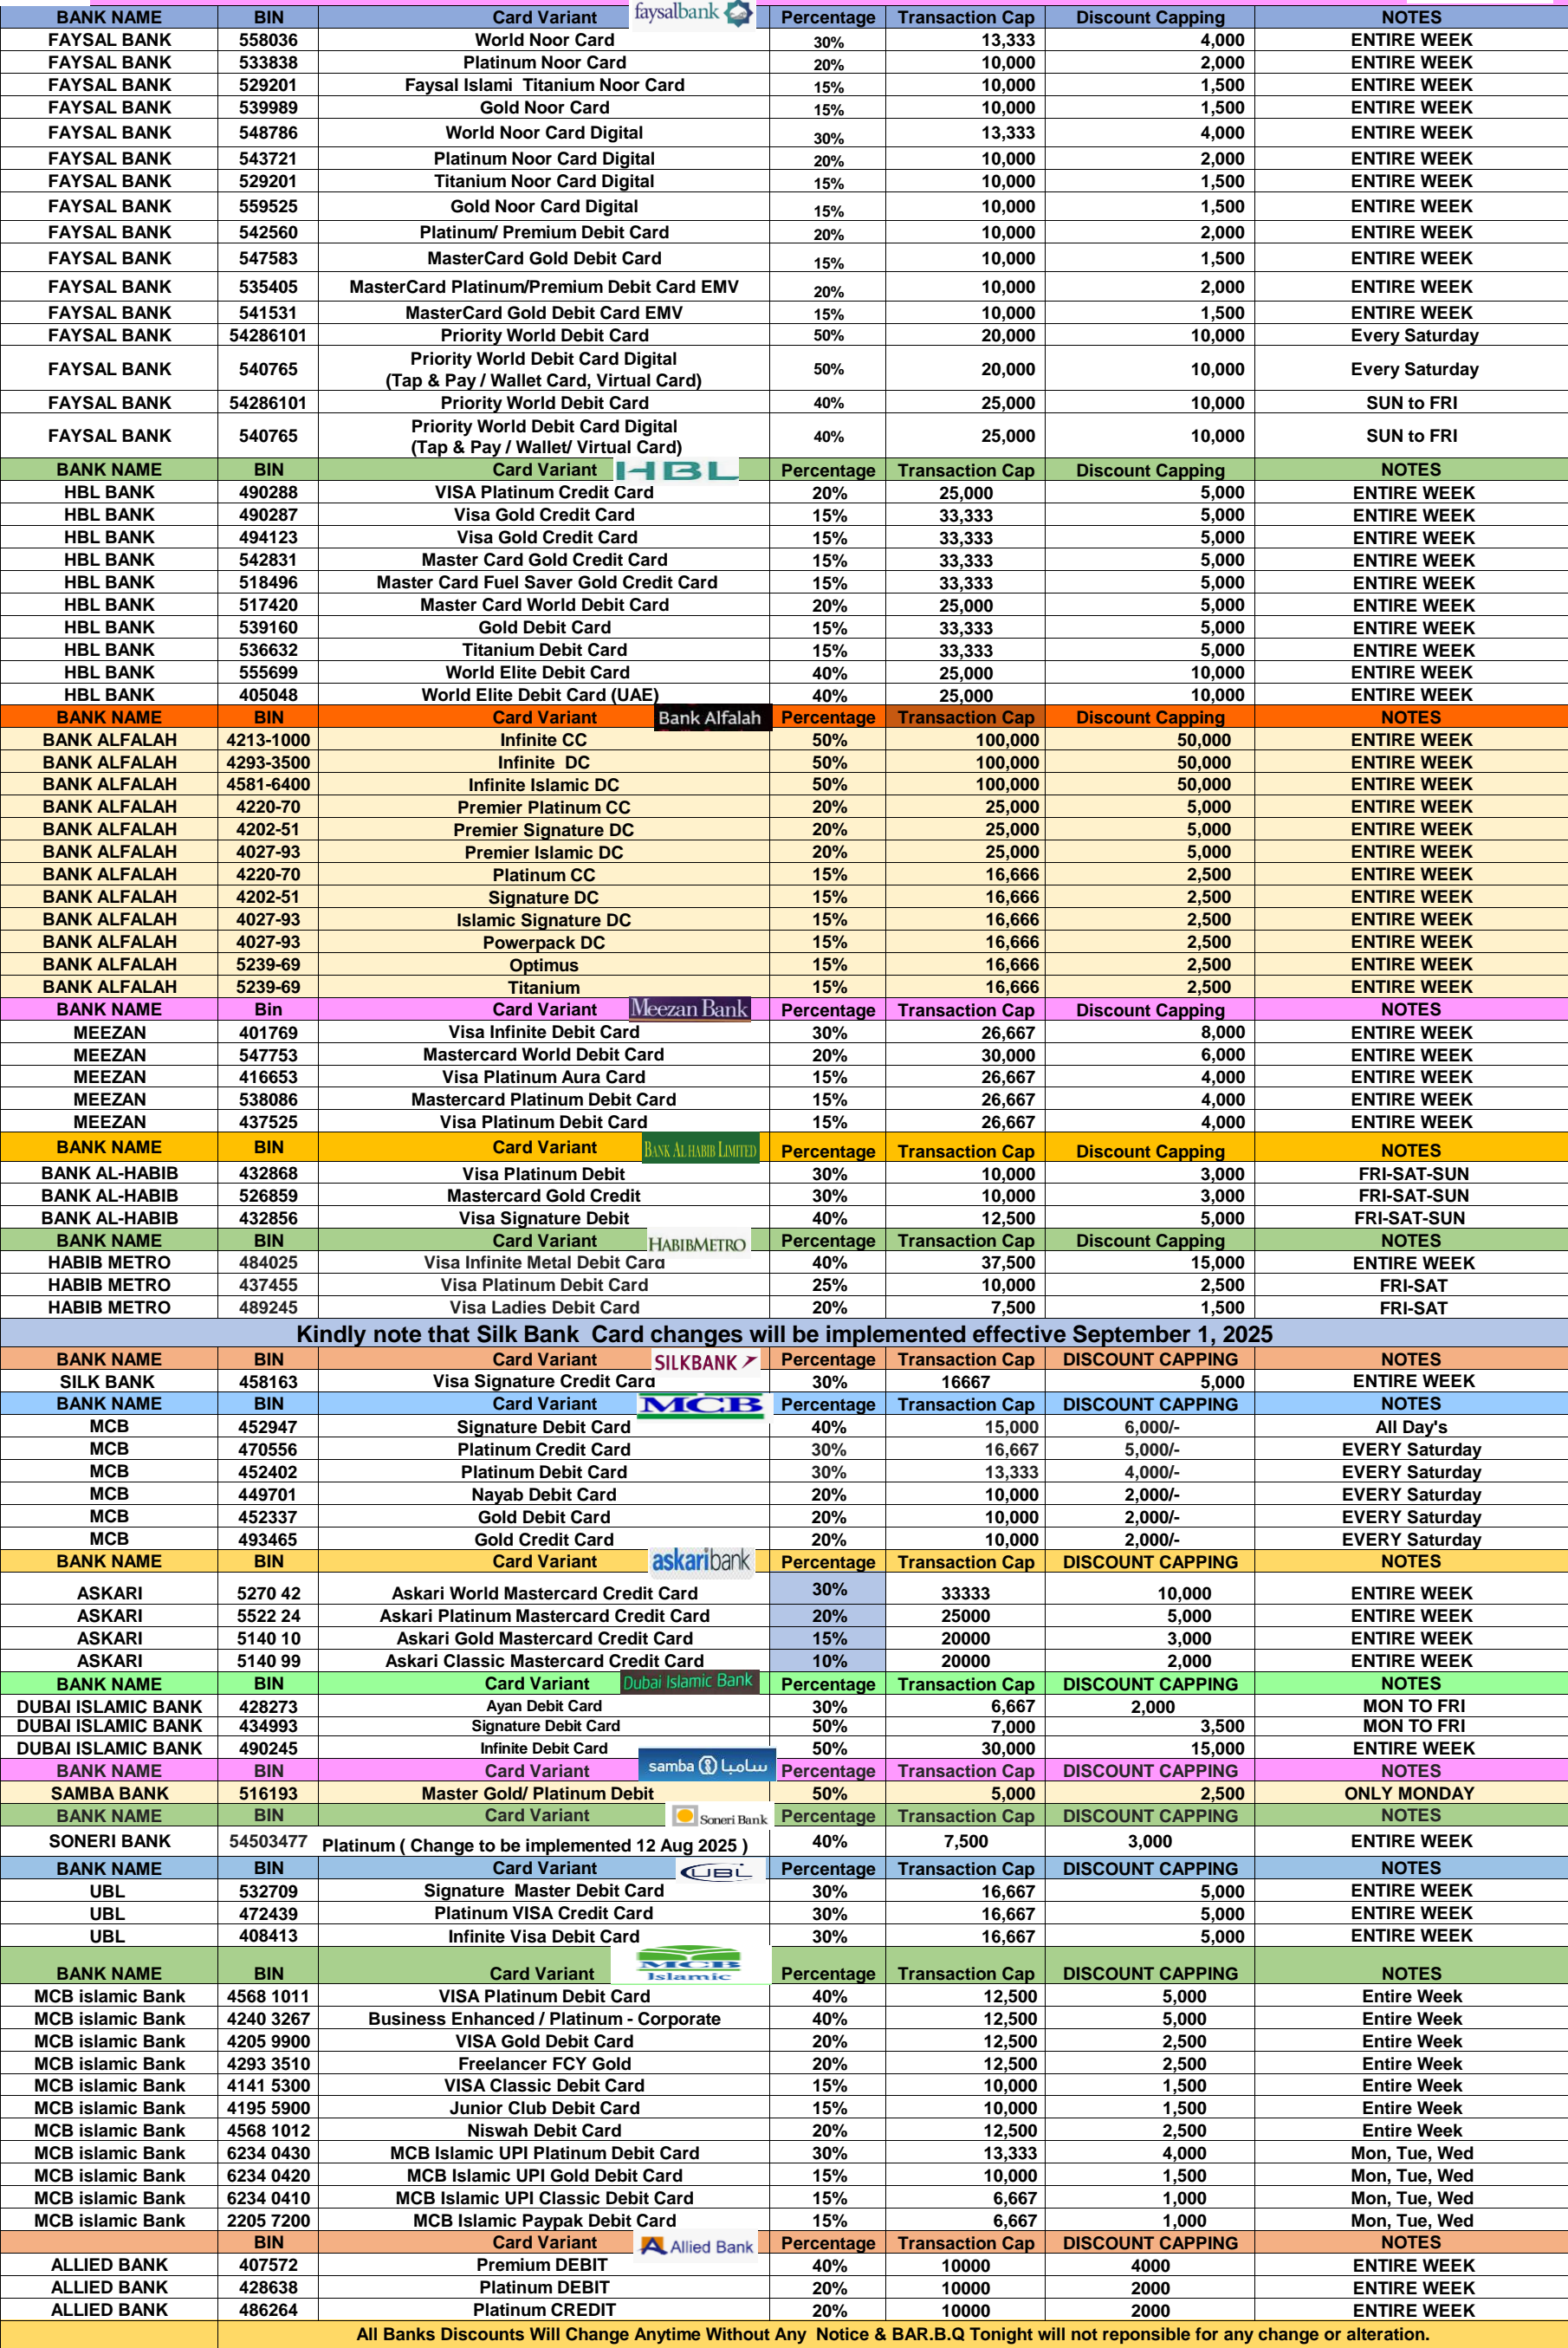 faysalbank
BANK NAME BIN Card Variant Percentage Transaction Cap Discount Capping NOTES
FAYSAL BANK 558036 World Noor Card 30% 13,333 4,000 ENTIRE WEEK
FAYSAL BANK 533838 Platinum Noor Card 20% 10,000 2,000 ENTIRE WEEK
FAYSAL BANK 529201 Faysal Islami Titanium Noor Card 15% 10,000 1,500 ENTIRE WEEK
FAYSAL BANK 539989 Gold Noor Card 15% 10,000 1,500 ENTIRE WEEK
FAYSAL BANK 548786 World Noor Card Digital 30% 13,333 4,000 ENTIRE WEEK
FAYSAL BANK 543721 Platinum Noor Card Digital 20% 10,000 2,000 ENTIRE WEEK
FAYSAL BANK 529201 Titanium Noor Card Digital 15% 10,000 1,500 ENTIRE WEEK
FAYSAL BANK 559525 Gold Noor Card Digital 15% 10,000 1,500 ENTIRE WEEK
FAYSAL BANK 542560 Platinum/ Premium Debit Card 20% 10,000 2,000 ENTIRE WEEK
FAYSAL BANK 547583 MasterCard Gold Debit Card 15% 10,000 1,500 ENTIRE WEEK
FAYSAL BANK 535405 MasterCard Platinum/Premium Debit Card EMV 20% 10,000 2,000 ENTIRE WEEK
FAYSAL BANK 541531 MasterCard Gold Debit Card EMV 15% 10,000 1,500 ENTIRE WEEK
FAYSAL BANK 54286101 Priority World Debit Card 50% 20,000 10,000 Every Saturday
FAYSAL BANK 540765 Priority World Debit Card Digital 50% 20,000 10,000 Every Saturday
(Tap & Pay / Wallet Card, Virtual Card)
FAYSAL BANK 54286101 Priority World Debit Card 40% 25,000 10,000 SUN to FRI
FAYSAL BANK 540765 Priority World Debit Card Digital 40% 25,000 10,000 SUN to FRI
(Tap & Pay / Wallet/ Virtual Card)
BANK NAME BIN Card Variant HBL Percentage Transaction Cap Discount Capping NOTES
HBL BANK 490288 VISA Platinum Credit Card 20% 25,000 5,000 ENTIRE WEEK
HBL BANK 490287 Visa Gold Credit Card 15% 33,333 5,000 ENTIRE WEEK
HBL BANK 494123 Visa Gold Credit Card 15% 33,333 5,000 ENTIRE WEEK
HBL BANK 542831 Master Card Gold Credit Card 15% 33,333 5,000 ENTIRE WEEK
HBL BANK 518496 Master Card Fuel Saver Gold Credit Card 15% 33,333 5,000 ENTIRE WEEK
HBL BANK 517420 Master Card World Debit Card 20% 25,000 5,000 ENTIRE WEEK
HBL BANK 539160 Gold Debit Card 15% 33,333 5,000 ENTIRE WEEK
HBL BANK 536632 Titanium Debit Card 15% 33,333 5,000 ENTIRE WEEK
HBL BANK 555699 World Elite Debit Card 40% 25,000 10,000 ENTIRE WEEK
HBL BANK 405048 World Elite Debit Card (UAE) 40% 25,000 10,000 ENTIRE WEEK
BANK NAME BIN Card Variant Bank Alfalah Percentage Transaction Cap Discount Capping NOTES
BANK ALFALAH 4213-1000 Infinite CC 50% 100,000 50,000 ENTIRE WEEK
BANK ALFALAH 4293-3500 Infinite DC 50% 100,000 50,000 ENTIRE WEEK
BANK ALFALAH 4581-6400 Infinite Islamic DC 50% 100,000 50,000 ENTIRE WEEK
BANK ALFALAH 4220-70 Premier Platinum CC 20% 25,000 5,000 ENTIRE WEEK
BANK ALFALAH 4202-51 Premier Signature DC 20% 25,000 5,000 ENTIRE WEEK
BANK ALFALAH 4027-93 Premier Islamic DC 20% 25,000 5,000 ENTIRE WEEK
BANK ALFALAH 4220-70 Platinum CC 15% 16,666 2,500 ENTIRE WEEK
BANK ALFALAH 4202-51 Signature DC 15% 16,666 2,500 ENTIRE WEEK
BANK ALFALAH 4027-93 Islamic Signature DC 15% 16,666 2,500 ENTIRE WEEK
BANK ALFALAH 4027-93 Powerpack DC 15% 16,666 2,500 ENTIRE WEEK
BANK ALFALAH 5239-69 Optimus 15% 16,666 2,500 ENTIRE WEEK
BANK ALFALAH 5239-69 Titanium 15% 16,666 2,500 ENTIRE WEEK
BANK NAME Bin Card Variant Meezan Bank Percentage Transaction Cap Discount Capping NOTES
MEEZAN 401769 Visa Infinite Debit Card 30% 26,667 8,000 ENTIRE WEEK
MEEZAN 547753 Mastercard World Debit Card 20% 30,000 6,000 ENTIRE WEEK
MEEZAN 416653 Visa Platinum Aura Card 15% 26,667 4,000 ENTIRE WEEK
MEEZAN 538086 Mastercard Platinum Debit Card 15% 26,667 4,000 ENTIRE WEEK
MEEZAN 437525 Visa Platinum Debit Card 15% 26,667 4,000 ENTIRE WEEK
BANK NAME BIN Card Variant BANK AL HABIB LIMITED Percentage Transaction Cap Discount Capping NOTES
BANK AL-HABIB 432868 Visa Platinum Debit 30% 10,000 3,000 FRI-SAT-SUN
BANK AL-HABIB 526859 Mastercard Gold Credit 30% 10,000 3,000 FRI-SAT-SUN
BANK AL-HABIB 432856 Visa Signature Debit 40% 12,500 5,000 FRI-SAT-SUN
BANK NAME BIN Card Variant HABIBMETRO Percentage Transaction Cap Discount Capping NOTES
HABIB METRO 484025 Visa Infinite Metal Debit Card 40% 37,500 15,000 ENTIRE WEEK
HABIB METRO 437455 Visa Platinum Debit Card 25% 10,000 2,500 FRI-SAT
HABIB METRO 489245 Visa Ladies Debit Card 20% 7,500 1,500 FRI-SAT
Kindly note that Silk Bank Card changes will be implemented effective September 1, 2025
BANK NAME BIN Card Variant SILKBANK Percentage Transaction Cap DISCOUNT CAPPING NOTES
SILK BANK 458163 Visa Signature Credit Card 30% 16667 5,000 ENTIRE WEEK
BANK NAME BIN Card Variant MCB Percentage Transaction Cap DISCOUNT CAPPING NOTES
MCB 452947 Signature Debit Card 40% 15,000 6,000/- All Day's
MCB 470556 Platinum Credit Card 30% 16,667 5,000/- EVERY Saturday
MCB 452402 Platinum Debit Card 30% 13,333 4,000/- EVERY Saturday
MCB 449701 Nayab Debit Card 20% 10,000 2,000/- EVERY Saturday
MCB 452337 Gold Debit Card 20% 10,000 2,000/- EVERY Saturday
MCB 493465 Gold Credit Card 20% 10,000 2,000/- EVERY Saturday
BANK NAME BIN Card Variant askaribank Percentage Transaction Cap DISCOUNT CAPPING NOTES
ASKARI 5270 42 Askari World Mastercard Credit Card 30% 33333 10,000 ENTIRE WEEK
ASKARI 5522 24 Askari Platinum Mastercard Credit Card 20% 25000 5,000 ENTIRE WEEK
ASKARI 5140 10 Askari Gold Mastercard Credit Card 15% 20000 3,000 ENTIRE WEEK
ASKARI 5140 99 Askari Classic Mastercard Credit Card 10% 20000 2,000 ENTIRE WEEK
BANK NAME BIN Card Variant Dubai Islamic Bank Percentage Transaction Cap DISCOUNT CAPPING NOTES
DUBAI ISLAMIC BANK 428273 Ayan Debit Card 30% 6,667 2,000 MON TO FRI
DUBAI ISLAMIC BANK 434993 Signature Debit Card 50% 7,000 3,500 MON TO FRI
DUBAI ISLAMIC BANK 490245 Infinite Debit Card 50% 30,000 15,000 ENTIRE WEEK
BANK NAME BIN Card Variant samba سامبا Percentage Transaction Cap DISCOUNT CAPPING NOTES
SAMBA BANK 516193 Master Gold/ Platinum Debit 50% 5,000 2,500 ONLY MONDAY
BANK NAME BIN Card Variant Soneri Bank Percentage Transaction Cap DISCOUNT CAPPING NOTES
SONERI BANK 54503477 Platinum ( Change to be implemented 12 Aug 2025 ) 40% 7,500 3,000 ENTIRE WEEK
BANK NAME BIN Card Variant UBL Percentage Transaction Cap DISCOUNT CAPPING NOTES
UBL 532709 Signature Master Debit Card 30% 16,667 5,000 ENTIRE WEEK
UBL 472439 Platinum VISA Credit Card 30% 16,667 5,000 ENTIRE WEEK
UBL 408413 Infinite Visa Debit Card 30% 16,667 5,000 ENTIRE WEEK
BANK NAME BIN Card Variant MCB Islamic Percentage Transaction Cap DISCOUNT CAPPING NOTES
MCB islamic Bank 4568 1011 VISA Platinum Debit Card 40% 12,500 5,000 Entire Week
MCB islamic Bank 4240 3267 Business Enhanced / Platinum - Corporate 40% 12,500 5,000 Entire Week
MCB islamic Bank 4205 9900 VISA Gold Debit Card 20% 12,500 2,500 Entire Week
MCB islamic Bank 4293 3510 Freelancer FCY Gold 20% 12,500 2,500 Entire Week
MCB islamic Bank 4141 5300 VISA Classic Debit Card 15% 10,000 1,500 Entire Week
MCB islamic Bank 4195 5900 Junior Club Debit Card 15% 10,000 1,500 Entire Week
MCB islamic Bank 4568 1012 Niswah Debit Card 20% 12,500 2,500 Entire Week
MCB islamic Bank 6234 0430 MCB Islamic UPI Platinum Debit Card 30% 13,333 4,000 Mon, Tue, Wed
MCB islamic Bank 6234 0420 MCB Islamic UPI Gold Debit Card 15% 10,000 1,500 Mon, Tue, Wed
MCB islamic Bank 6234 0410 MCB Islamic UPI Classic Debit Card 15% 6,667 1,000 Mon, Tue, Wed
MCB islamic Bank 2205 7200 MCB Islamic Paypak Debit Card 15% 6,667 1,000 Mon, Tue, Wed
BIN Card Variant Allied Bank Percentage Transaction Cap DISCOUNT CAPPING NOTES
ALLIED BANK 407572 Premium DEBIT 40% 10000 4000 ENTIRE WEEK
ALLIED BANK 428638 Platinum DEBIT 20% 10000 2000 ENTIRE WEEK
ALLIED BANK 486264 Platinum CREDIT 20% 10000 2000 ENTIRE WEEK
All Banks Discounts Will Change Anytime Without Any Notice & BAR.B.Q Tonight will not reponsible for any change or alteration.